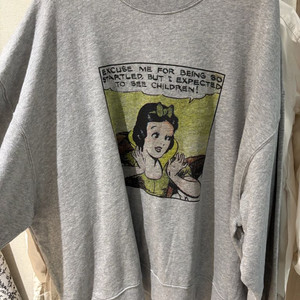 EXCUSE ME FOR BEING SO
STARTLED, BUT I EXPECTED
TO SEE CHILDREN!